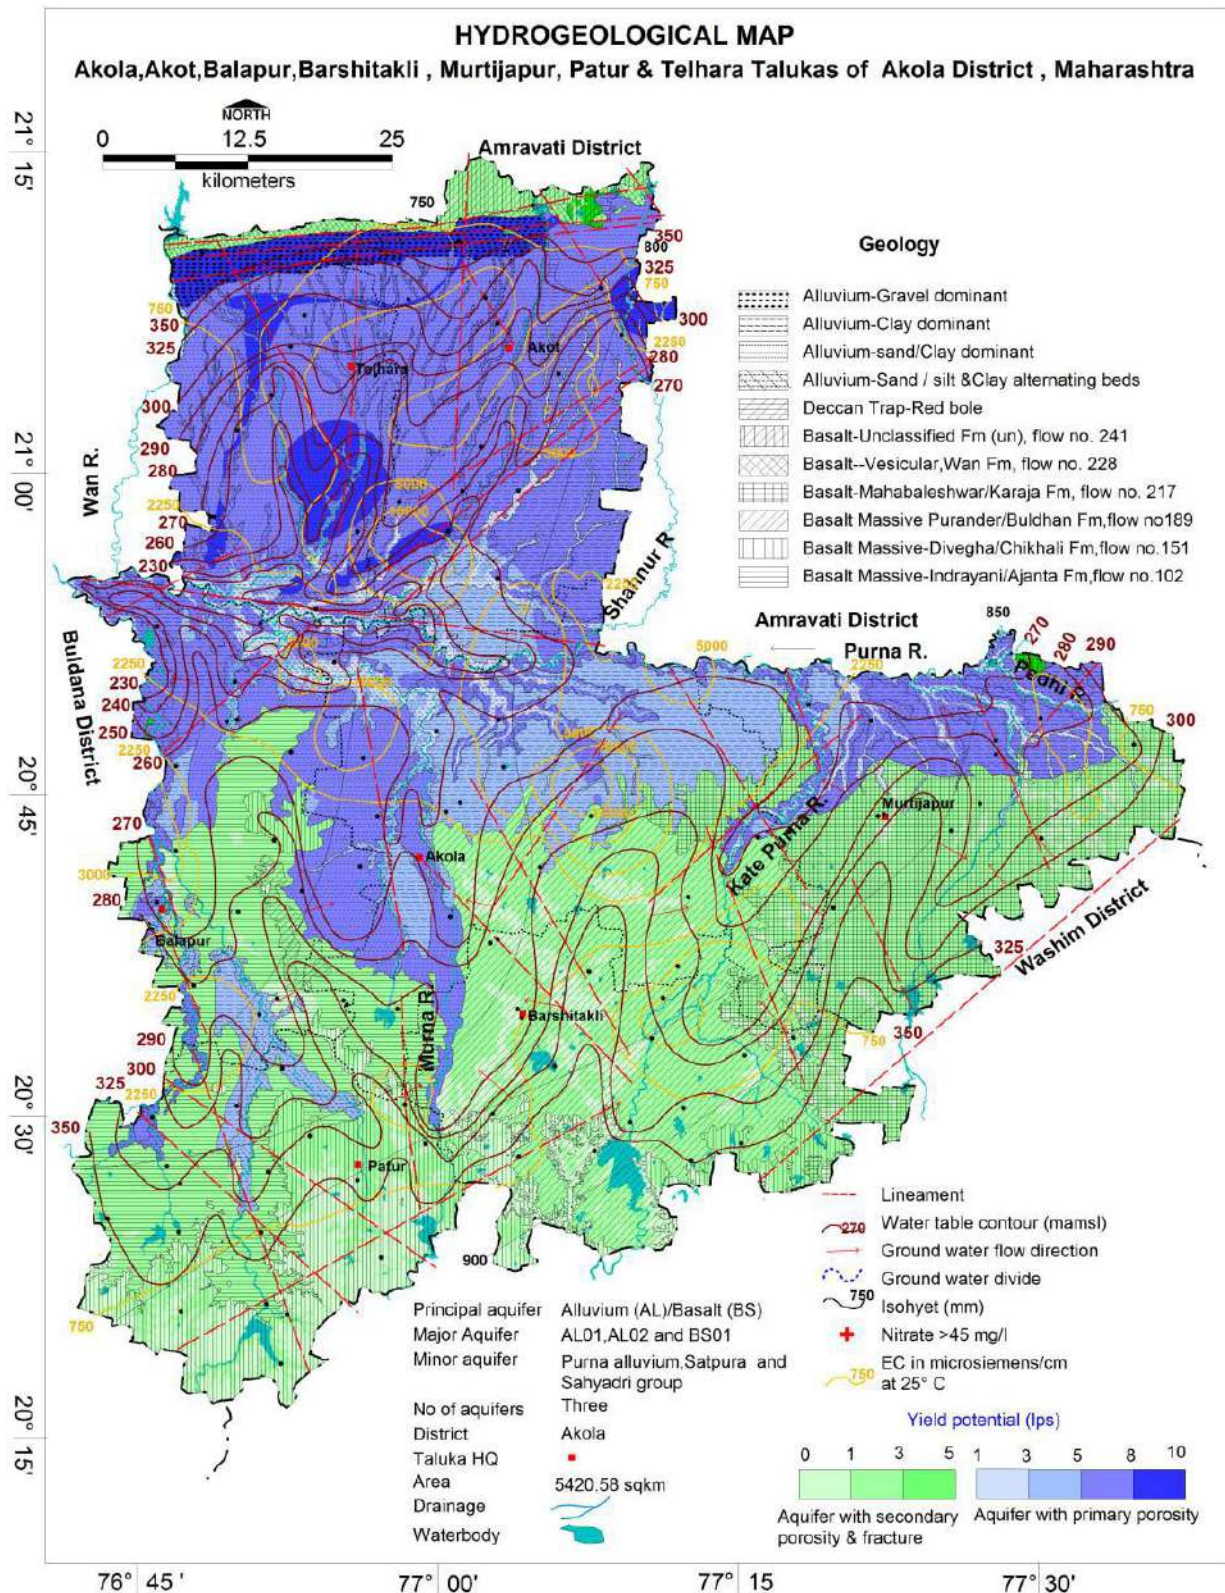 HYDROGEOLOGICAL MAP
Akola,Akot,Balapur,Barshitakli , Murtijapur, Patur & Telhara Talukas of Akola District , Maharashtra
NORTH
0 12.5 25
kilometers
21° 15'
21° 00'
20° 45'
20° 30'
20° 15'
Amravati District
750
350
800
325
750
300
2250
280
270
750
350
325
300
290
280
2250
270
260
230
Wan R.
Akot
Telhara
5000
Shahnur R
2250
Geology
Alluvium-Gravel dominant
Alluvium-Clay dominant
Alluvium-sand/Clay dominant
Alluvium-Sand / silt &Clay alternating beds
Deccan Trap-Red bole
Basalt-Unclassified Fm (un), flow no. 241
Basalt--Vesicular,Wan Fm, flow no. 228
Basalt-Mahabaleshwar/Karaja Fm, flow no. 217
Basalt Massive Purander/Buldhan Fm,flow no189
Basalt Massive-Divegha/Chikhali Fm,flow no.151
Basalt Massive-Indrayani/Ajanta Fm,flow no.102
Amravati District
Purna R.
5000
2250
850
270
280
290
750
300
Buldana District
2250
230
240
250
2250
260
270
3000
280
Balapur
2250
290
300
325
2250
350
750
Akola
Murna R.
Barshitakli
Patur
Kate Purna R.
Murtijapur
325
Washim District
350
750
900
Lineament
270 Water table contour (mamsl)
Ground water flow direction
Ground water divide
750 Isohyet (mm)
Nitrate >45 mg/l
750 EC in microsiemens/cm
at 25° C
Principal aquifer Alluvium (AL)/Basalt (BS)
Major Aquifer AL01,AL02 and BS01
Minor aquifer Purna alluvium,Satpura and
Sahyadri group
No of aquifers Three
District Akola
Taluka HQ
Area 5420.58 sqkm
Drainage
Waterbody
Yield potential (lps)
0 1 3 5 1 3 5 8 10
Aquifer with secondary
porosity & fracture
Aquifer with primary porosity
76° 45 ' 77° 00' 77° 15' 77° 30'